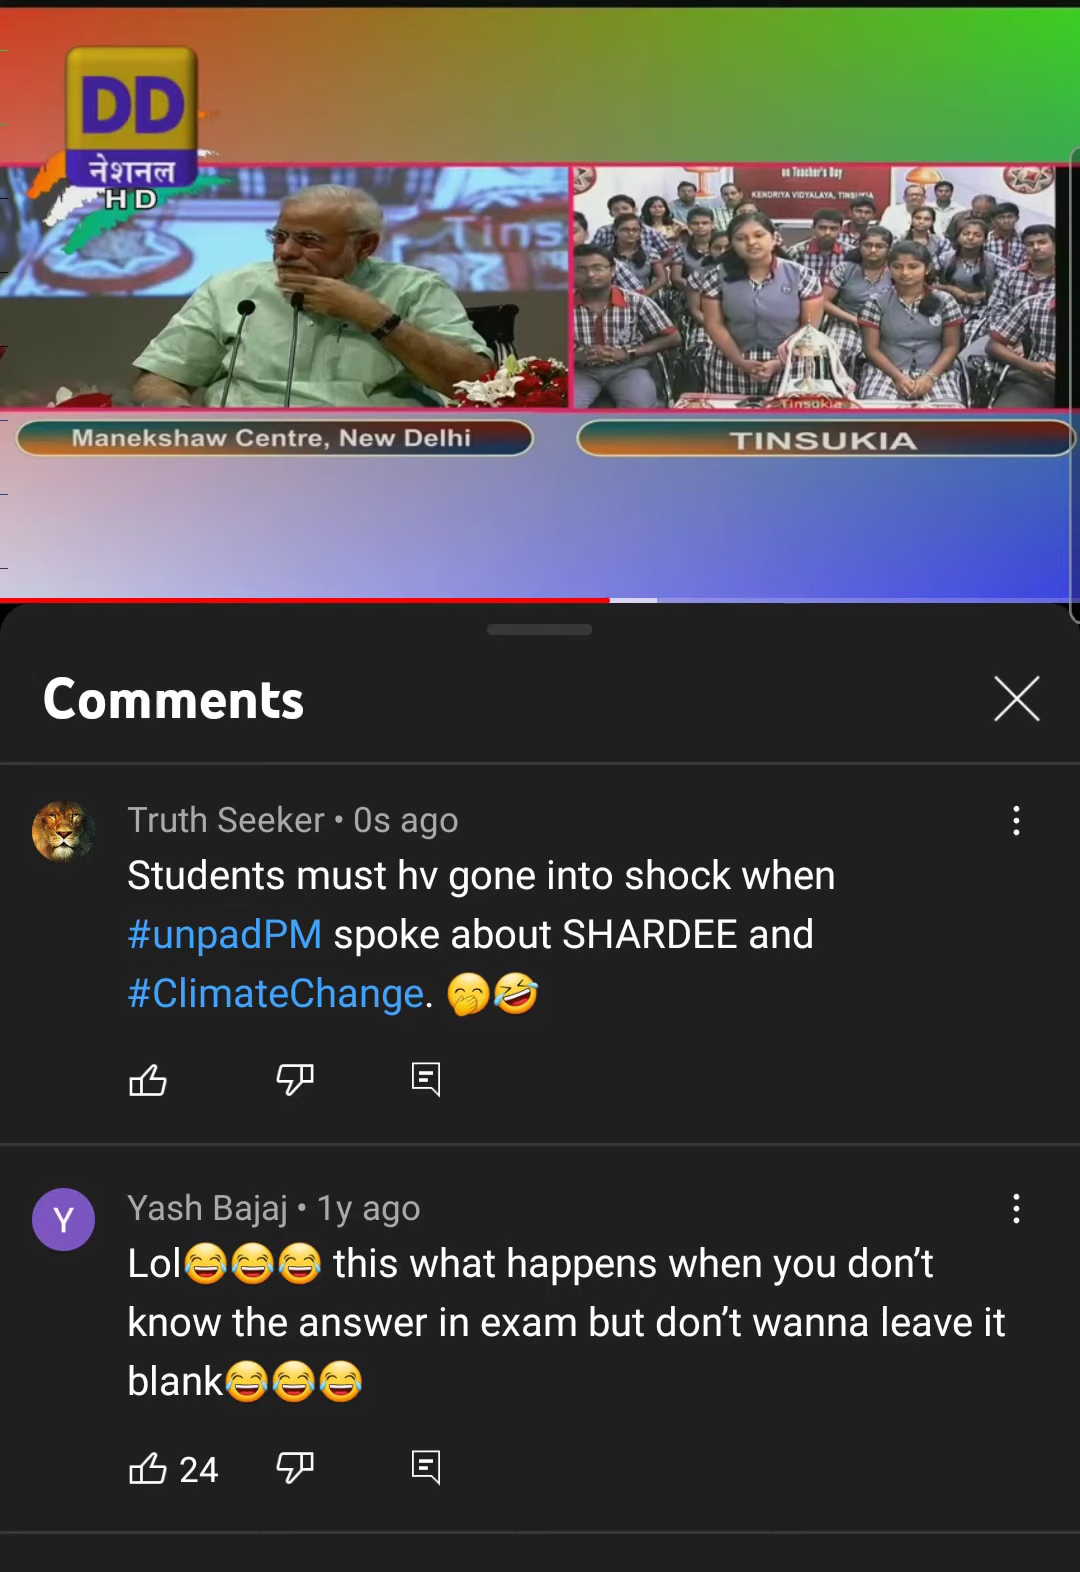 DD
नेशनल
HD
Tins
on Teacher's Day
KENDRIYA VIDYALAYA, TINSUKIA
Tinsukia
Manekshaw Centre, New Delhi
TINSUKIA
Comments
Truth Seeker • 0s ago
Students must hv gone into shock when
#unpadPM spoke about SHARDEE and
#ClimateChange. 🤭🤣
Y
Yash Bajaj • 1y ago
Lol😂😂😂 this what happens when you don’t
know the answer in exam but don’t wanna leave it
blank😂😂😂
24